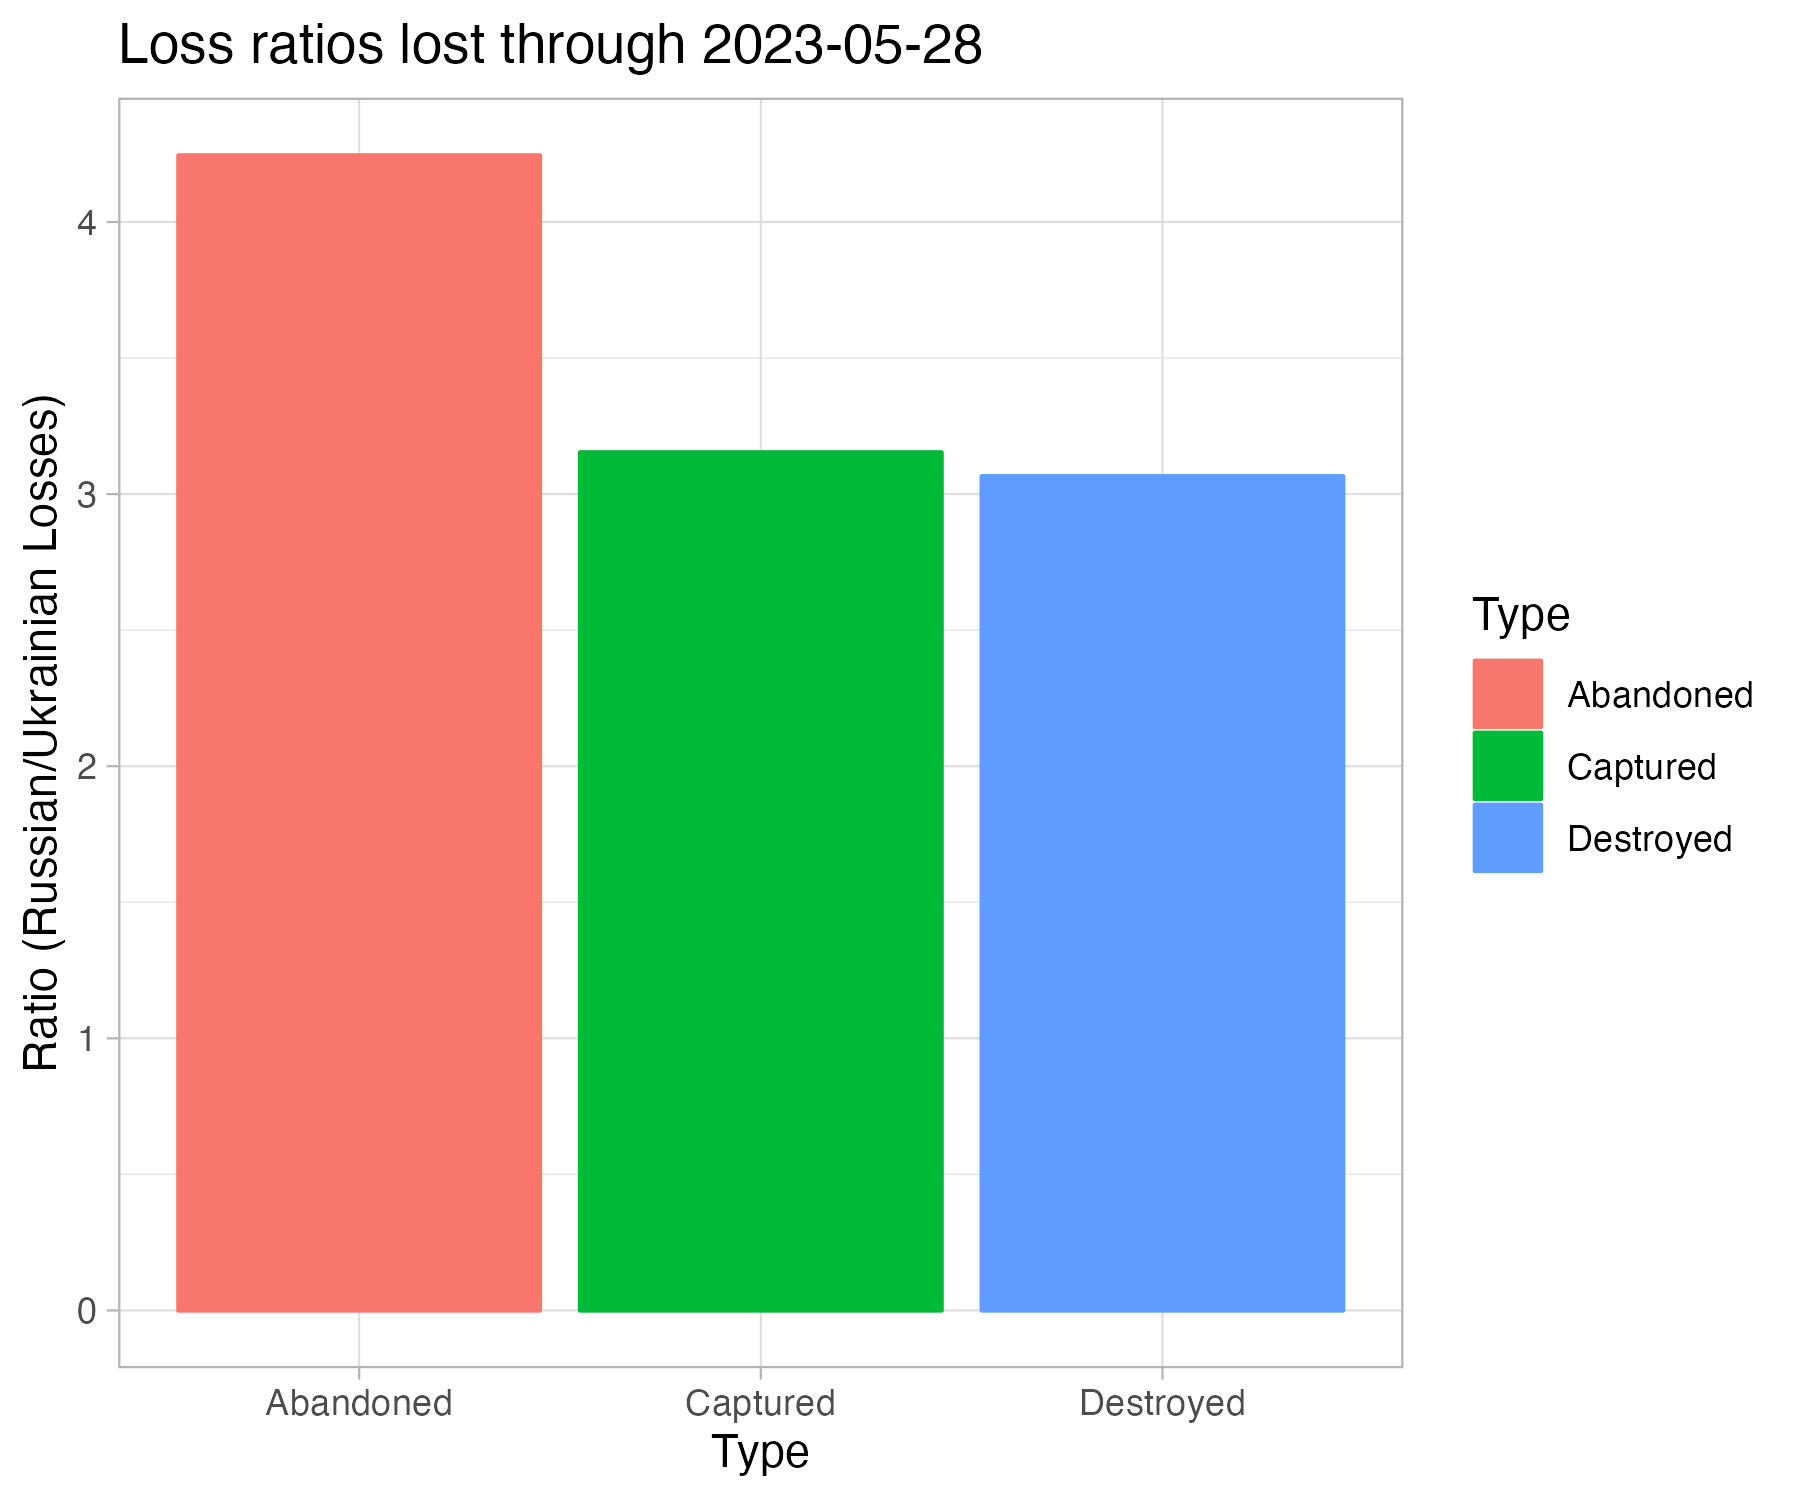 Loss ratios lost through 2023-05-28
Ratio (Russian/Ukrainian Losses)
4
3
2
1
0
Abandoned Captured Destroyed
Type
Type
Abandoned
Captured
Destroyed